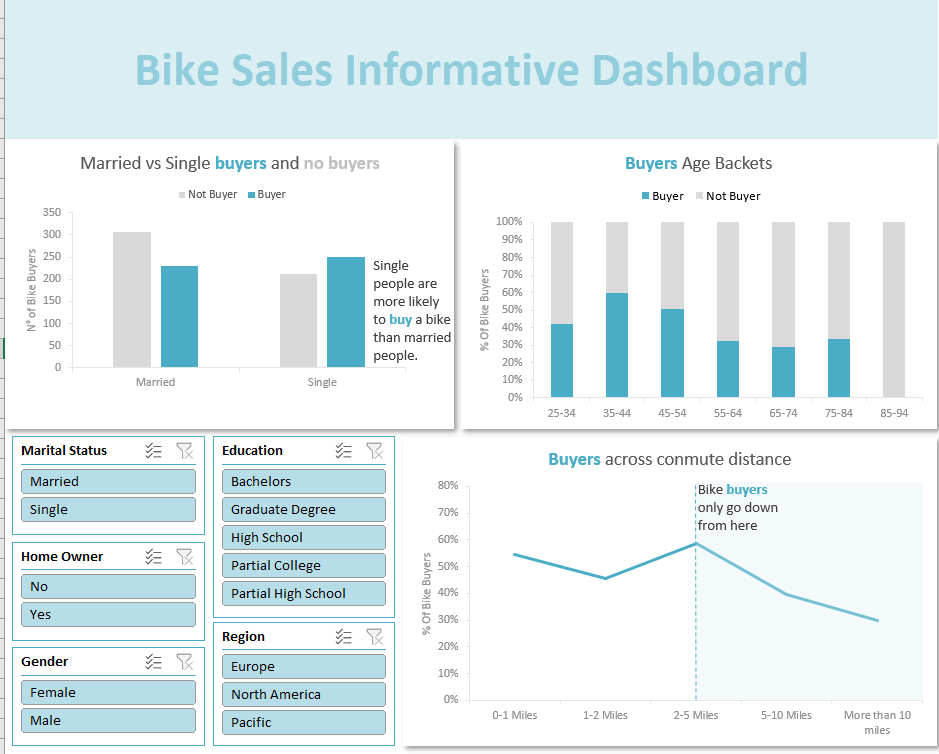 Bike Sales Informative Dashboard
Married vs Single buyers and no buyers
Not Buyer Buyer
350
300
250
200
150
100
50
0
N° of Bike Buyers
Married Single
Single
people are
more likely
to buy a bike
than married
people.
Buyers Age Backets
Buyer Not Buyer
100%
90%
80%
70%
60%
50%
40%
30%
20%
10%
0%
% Of Bike Buyers
25-34 35-44 45-54 55-64 65-74 75-84 85-94
Marital Status
Married
Single
Home Owner
No
Yes
Gender
Female
Male
Education
Bachelors
Graduate Degree
High School
Partial College
Partial High School
Region
Europe
North America
Pacific
Buyers across conmute distance
80%
70%
60%
50%
40%
30%
20%
10%
0%
% Of Bike Buyers
Bike buyers
only go down
from here
0-1 Miles 1-2 Miles 2-5 Miles 5-10 Miles More than 10
miles